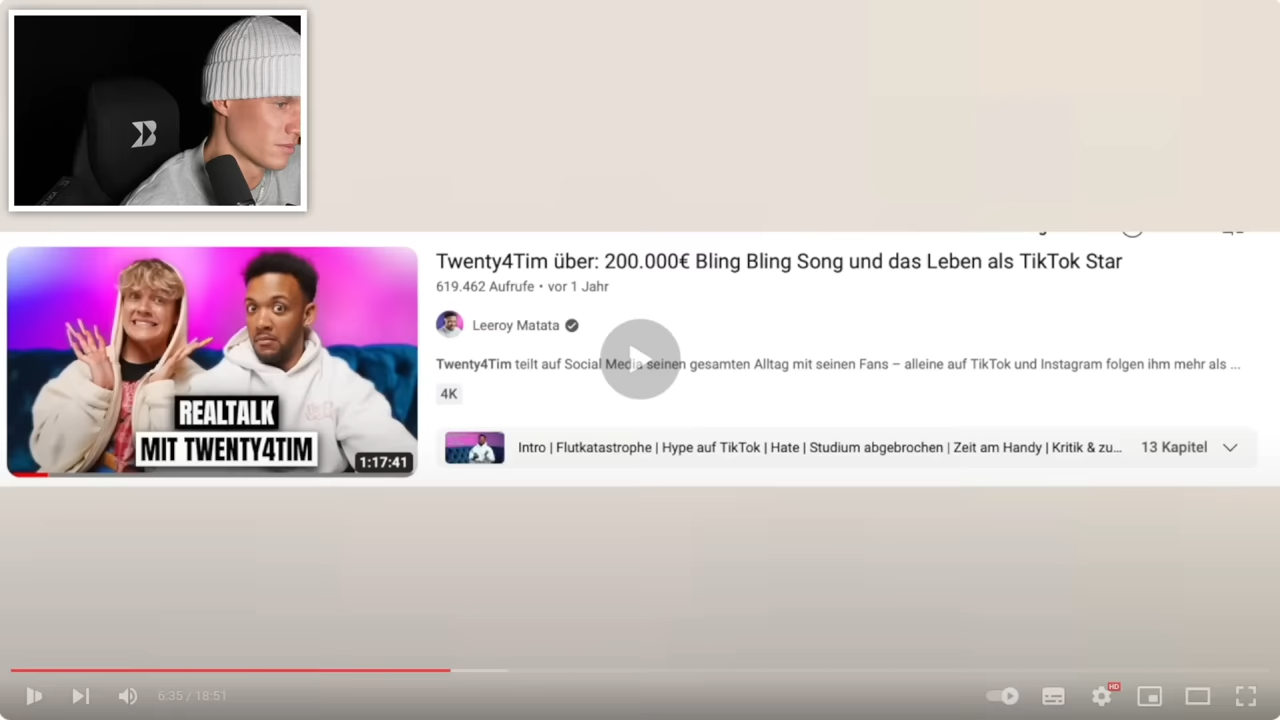 Twenty4Tim über: 200.000€ Bling Bling Song und das Leben als TikTok Star
619.462 Aufrufe • vor 1 Jahr
Leeroy Matata
Twenty4Tim teilt auf Social Media seinen gesamten Alltag mit seinen Fans – alleine auf TikTok und Instagram folgen ihm mehr als ...
4K
REALTALK
MIT TWENTY4TIM
1:17:41
Intro | Flutkatastrophe | Hype auf TikTok | Hate | Studium abgebrochen | Zeit am Handy | Kritik & zu...
13 Kapitel
6:35 / 18:51
HD